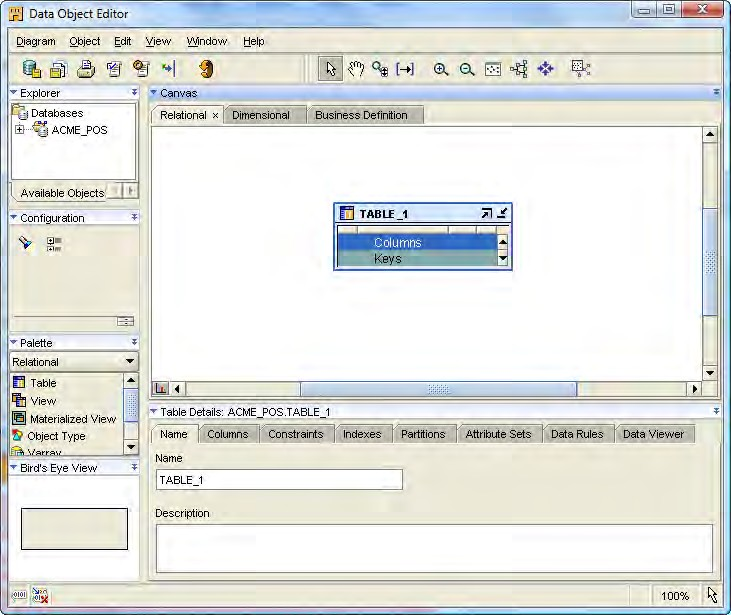 Data Object Editor
Diagram Object Edit View Window Help
Explorer
Databases
ACME_POS
Available Objects
Configuration
Palette
Relational
Table
View
Materialized View
Object Type
Varray
Bird's Eye View
Canvas
Relational × Dimensional Business Definition
TABLE_1
Columns
Keys
Table Details: ACME_POS.TABLE_1
Name Columns Constraints Indexes Partitions Attribute Sets Data Rules Data Viewer
Name
TABLE_1
Description
100%